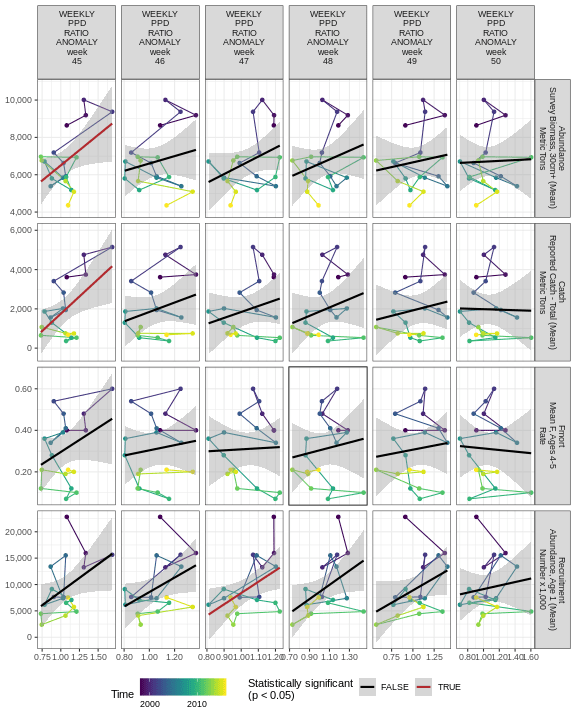 WEEKLY
PPD
RATIO
ANOMALY
week
45
WEEKLY
PPD
RATIO
ANOMALY
week
46
WEEKLY
PPD
RATIO
ANOMALY
week
47
WEEKLY
PPD
RATIO
ANOMALY
week
48
WEEKLY
PPD
RATIO
ANOMALY
week
49
WEEKLY
PPD
RATIO
ANOMALY
week
50
10,000
8,000
6,000
4,000
Abundance
Survey Biomass, 30cm+ (Mean)
Metric Tons
6,000
4,000
2,000
0
Catch
Reported Catch - Total (Mean)
Metric Tons
0.60
0.40
0.20
Fmort
Mean F, Ages 4-5
Rate
20,000
15,000
10,000
5,000
0
Recruitment
Abundance, Age 1 (Mean)
Number x 1,000
0.75 1.00 1.25 1.50
0.80 1.00 1.20
0.80 0.90 1.00 1.10 1.20
0.70 0.90 1.10 1.30
0.75 1.00 1.25
0.60 0.80 1.00 1.20 1.40 1.60
Time
2000 2010
Statistically significant
(p < 0.05)
FALSE TRUE